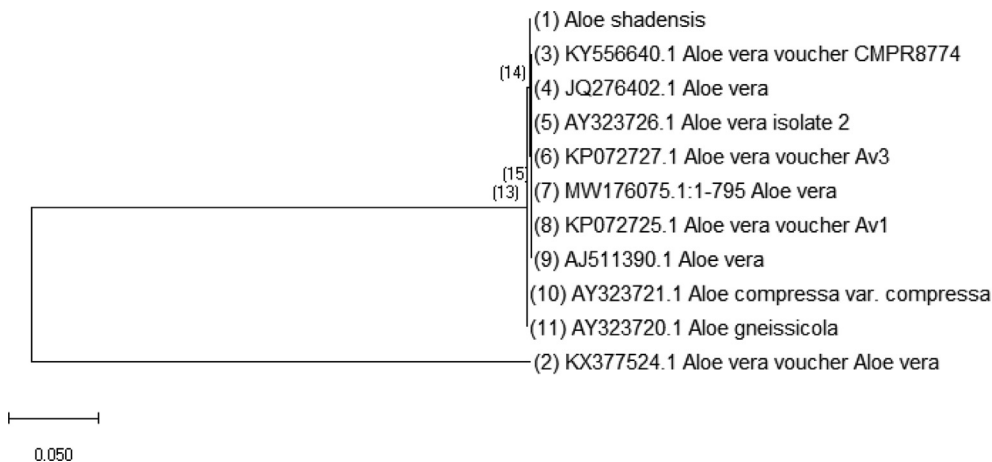 (1) Aloe shadensis
(3) KY556640.1 Aloe vera voucher CMPR8774
(14)
(4) JQ276402.1 Aloe vera
(5) AY323726.1 Aloe vera isolate 2
(6) KP072727.1 Aloe vera voucher Av3
(15)
(13)
(7) MW176075.1:1-795 Aloe vera
(8) KP072725.1 Aloe vera voucher Av1
(9) AJ511390.1 Aloe vera
(10) AY323721.1 Aloe compressa var. compressa
(11) AY323720.1 Aloe gneissicola
(2) KX377524.1 Aloe vera voucher Aloe vera
0.050